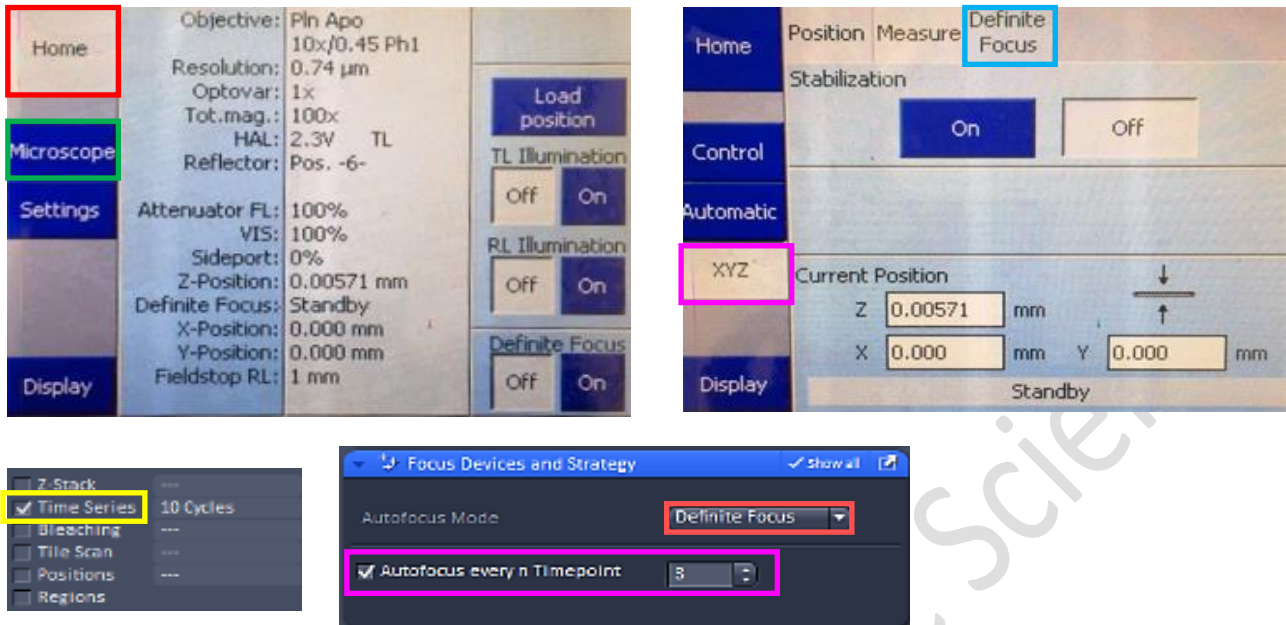 Home
Microscope
Settings
Display
Objective: Pln Apo
10x/0.45 Ph1
Resolution: 0.74 µm
Optovar: 1x
Tot.mag.: 100x
HAL: 2.3V TL
Reflector: Pos. -6-
Attenuator FL: 100%
VIS: 100%
Sideport: 0%
Z-Position: 0.00571 mm
Definite Focus: Standby
X-Position: 0.000 mm
Y-Position: 0.000 mm
Fieldstop RL: 1 mm
Load
position
TL Illumination
Off On
RL Illumination
Off On
Definite Focus
Off On
Home
Control
Automatic
XYZ
Display
Position Measure Definite
Focus
Stabilization
On Off
Current Position
Z 0.00571 mm
X 0.000 mm Y 0.000 mm
Standby
Z-Stack ---
Time Series 10 Cycles
Bleaching ---
Tile Scan ---
Positions ---
Regions
Focus Devices and Strategy show all
Autofocus Mode Definite Focus
Autofocus every n Timepoint 3